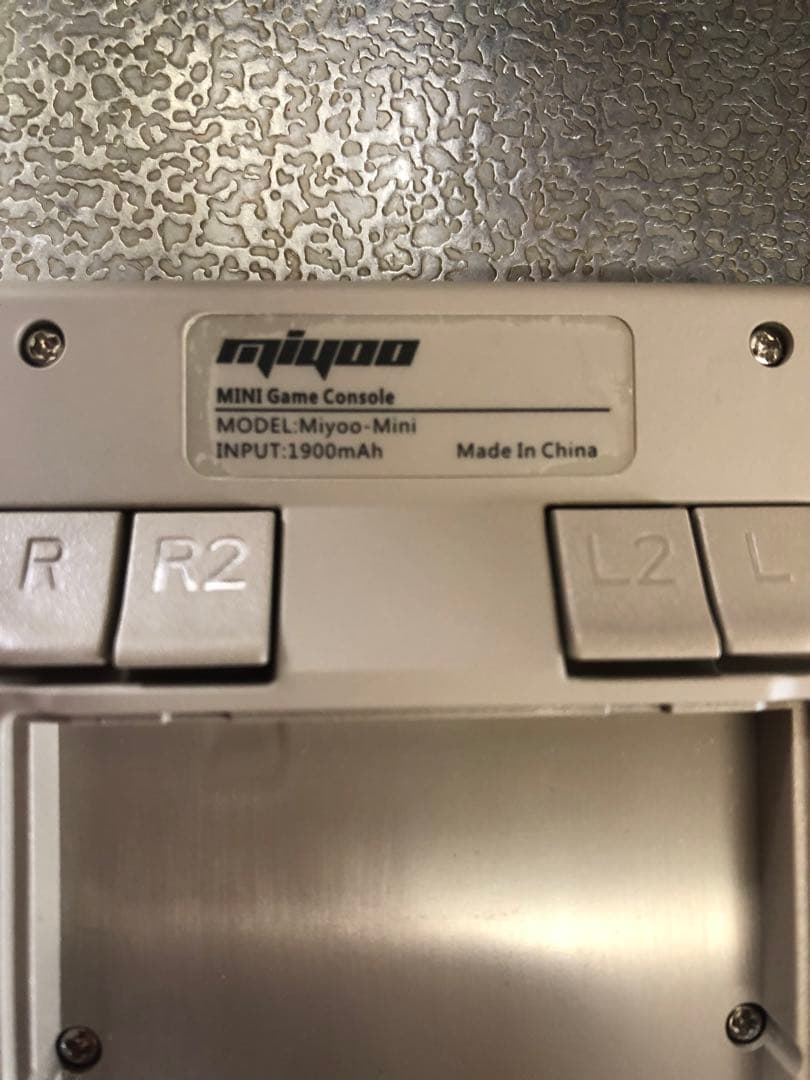 miyoo
MINI Game Console
MODEL:Miyoo-Mini
INPUT:1900mAh Made In China
R R2 L2 L